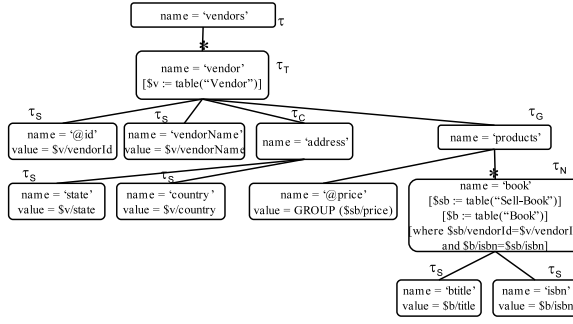 name = ‘vendors’
τ
*
τT
name = ‘vendor’
[$v := table(“Vendor”)]
τS
τS
τC
τG
name = ‘@id’
value = $v/vendorId
name = ‘vendorName’
value = $v/vendorName
name = ‘address’
name = ‘products’
τS
τS
*
τN
name = ‘state’
value = $v/state
name = ‘country’
value = $v/country
name = ‘@price’
value = GROUP ($sb/price)
name = ‘book’
[$sb := table(“Sell-Book”)]
[$b := table(“Book”)]
[where $sb/vendorId=$v/vendorI
and $b/isbn=$sb/isbn]
τS
τS
name = ‘btitle’
value = $b/title
name = ‘isbn’
value = $b/isbn